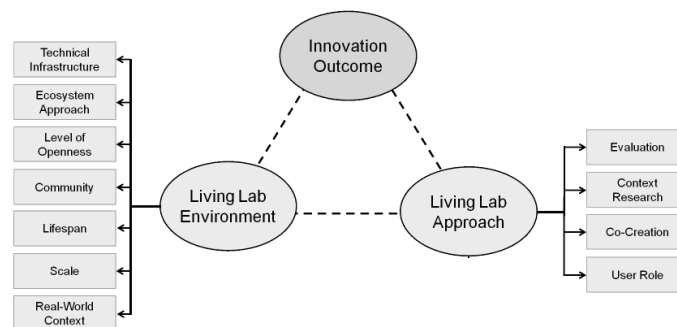 Innovation
Outcome
Technical
Infrastructure
Ecosystem
Approach
Level of
Openness
Community
Lifespan
Scale
Real-World
Context
Living Lab
Environment
Living Lab
Approach
Evaluation
Context
Research
Co-Creation
User Role